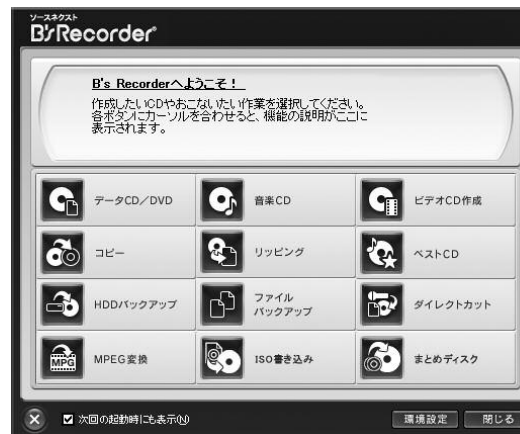 ソースネクスト
B's Recorder
B's Recorderへようこそ！
作成したいCDやおこないたい作業を選択してください。
各ボタンにカーソルを合わせると、機能の説明がここに
表示されます。
データCD／DVD
音楽CD
ビデオCD作成
コピー
リッピング
ベストCD
HDDバックアップ
ファイル
バックアップ
ダイレクトカット
MPG
MPEG変換
ISO書き込み
まとめディスク
次回の起動時にも表示(N)
環境設定
閉じる